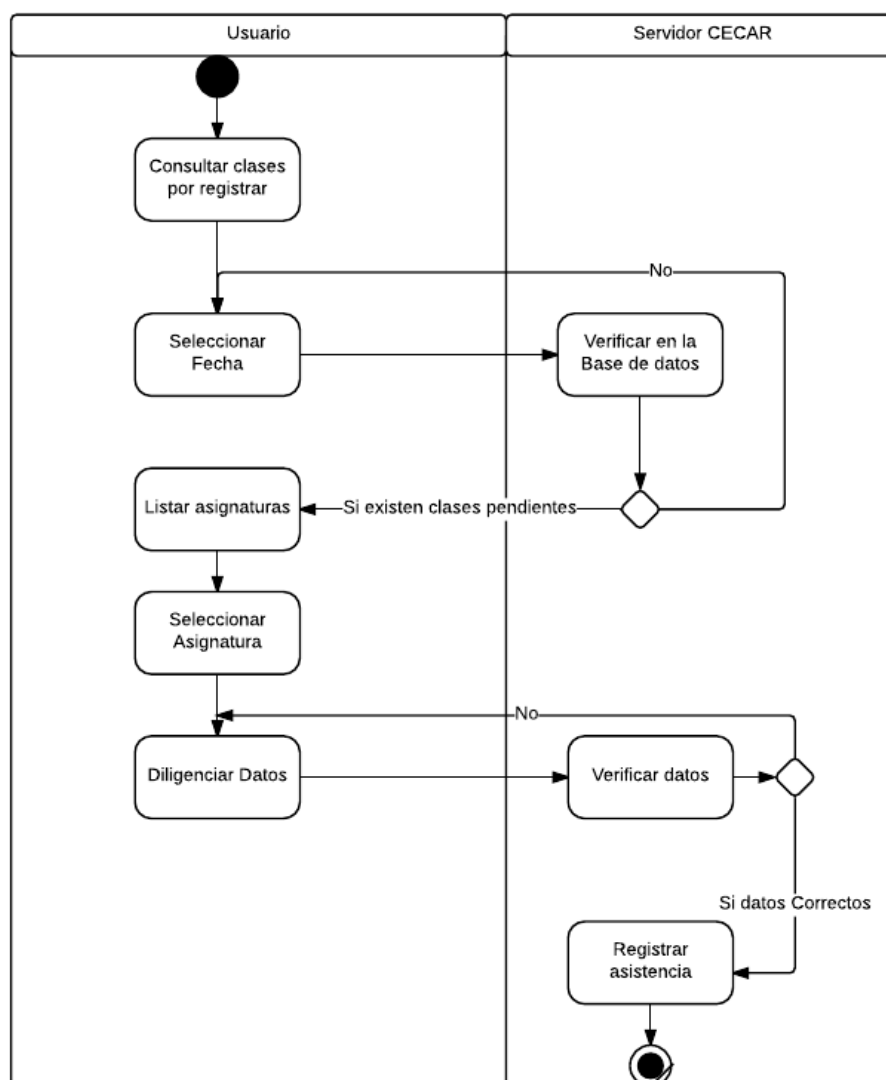 Usuario
Servidor CECAR
Consultar clases
por registrar
No
Seleccionar
Fecha
Verificar en la
Base de datos
Listar asignaturas
Si existen clases pendientes
Seleccionar
Asignatura
No
Diligenciar Datos
Verificar datos
Si datos Correctos
Registrar
asistencia